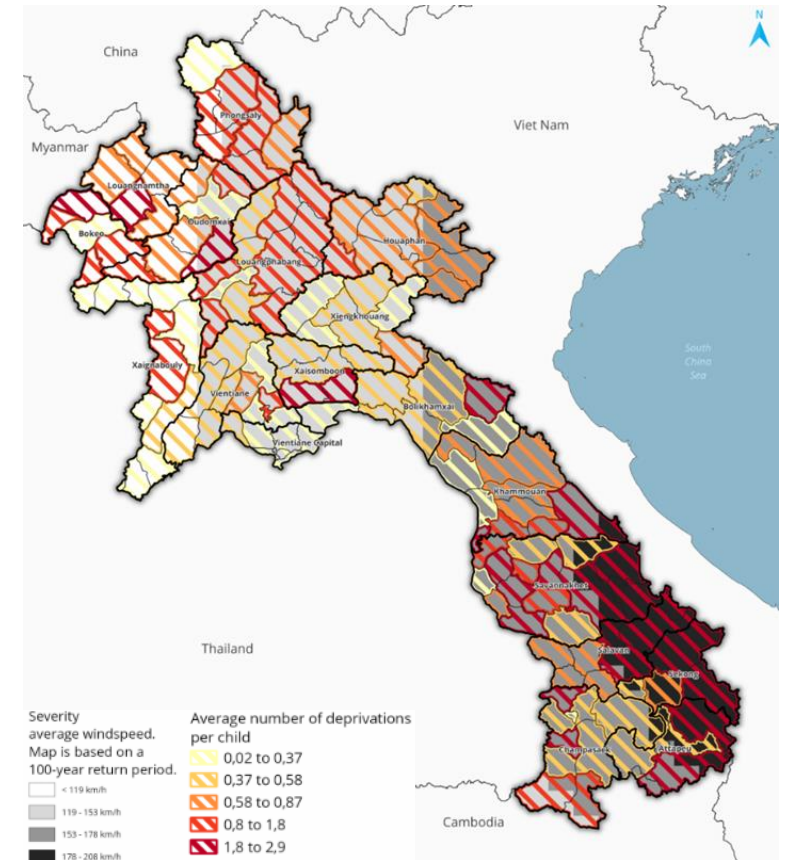 N
China
Myanmar
Viet Nam
Phongsaly
Louangnamtha
Oudomxai
Bokeo
Houaphan
Louangphabang
Xiengkhouang
Xaignabouly
Xaisomboon
Vientiane
Bolikhamxai
Vientiane Capital
South
China
Sea
Khammouan
Savannakhet
Thailand
Salavan
Sekong
Champasack
Attapeu
Cambodia
Severity
average windspeed.
Map is based on a
100-year return period.
< 119 km/h
119 - 153 km/h
153 - 178 km/h
178 - 208 km/h
Average number of deprivations
per child
0,02 to 0,37
0,37 to 0,58
0,58 to 0,87
0,8 to 1,8
1,8 to 2,9